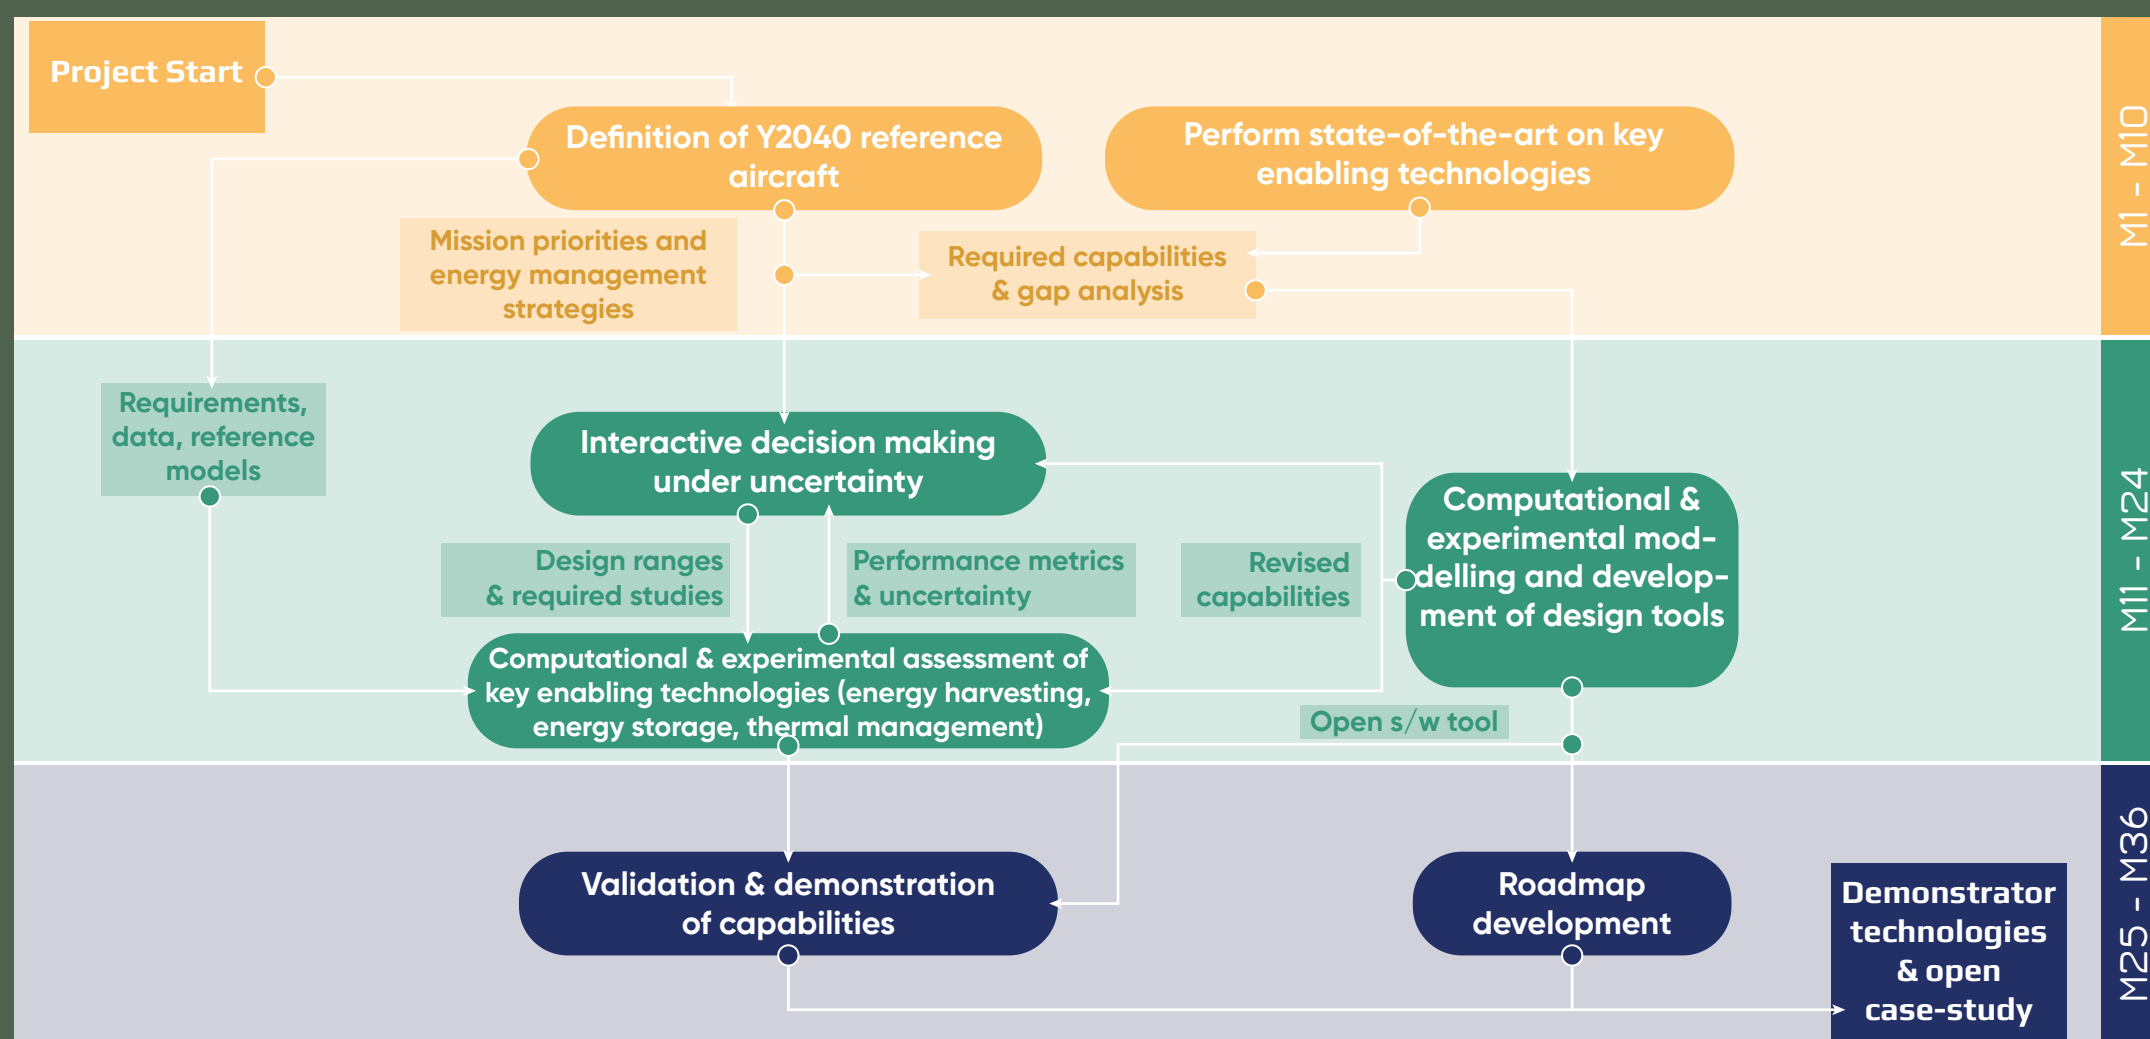 Project Start
Definition of Y2040 reference
aircraft
Perform state-of-the-art on key
enabling technologies
Mission priorities and
energy management
strategies
Required capabilities
& gap analysis
M1 - M10
Requirements,
data, reference
models
Interactive decision making
under uncertainty
Design ranges
& required studies
Performance metrics
& uncertainty
Revised
capabilities
Computational &
experimental mod-
delling and develop-
ment of design tools
Computational & experimental assessment of
key enabling technologies (energy harvesting,
energy storage, thermal management)
Open s/w tool
M11 - M24
Validation & demonstration
of capabilities
Roadmap
development
Demonstrator
technologies
& open
case-study
M25 - M36